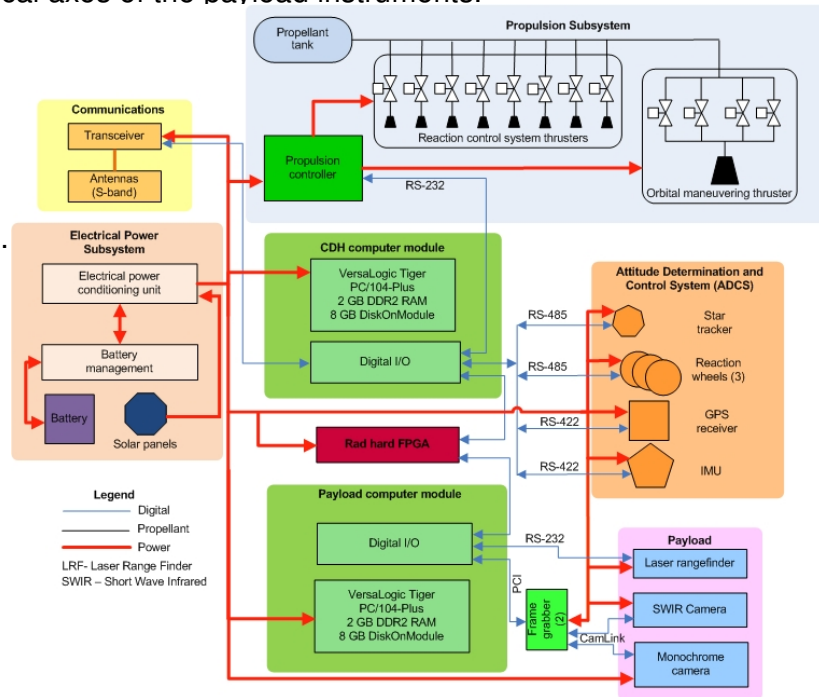 cal axes of the payload instruments.
Propulsion Subsystem
Propellant
tank
Reaction control system thrusters
Orbital maneuvering thruster
Propulsion
controller
RS-232
Communications
Transceiver
Antennas
(S-band)
.
Electrical Power
Subsystem
Electrical power
conditioning unit
Battery
management
Battery
Solar panels
CDH computer module
VersaLogic Tiger
PC/104-Plus
2 GB DDR2 RAM
8 GB DiskOnModule
Digital I/O
Attitude Determination and
Control System (ADCS)
RS-485
Star
tracker
RS-485
Reaction
wheels (3)
RS-422
GPS
receiver
RS-422
IMU
Rad hard FPGA
Legend
Digital
Propellant
Power
LRF- Laser Range Finder
SWIR – Short Wave Infrared
Payload computer module
Digital I/O
VersaLogic Tiger
PC/104-Plus
2 GB DDR2 RAM
8 GB DiskOnModule
RS-232
PCI
Frame
grabber
(2)
CamLink
Payload
Laser rangefinder
SWIR Camera
Monochrome
camera